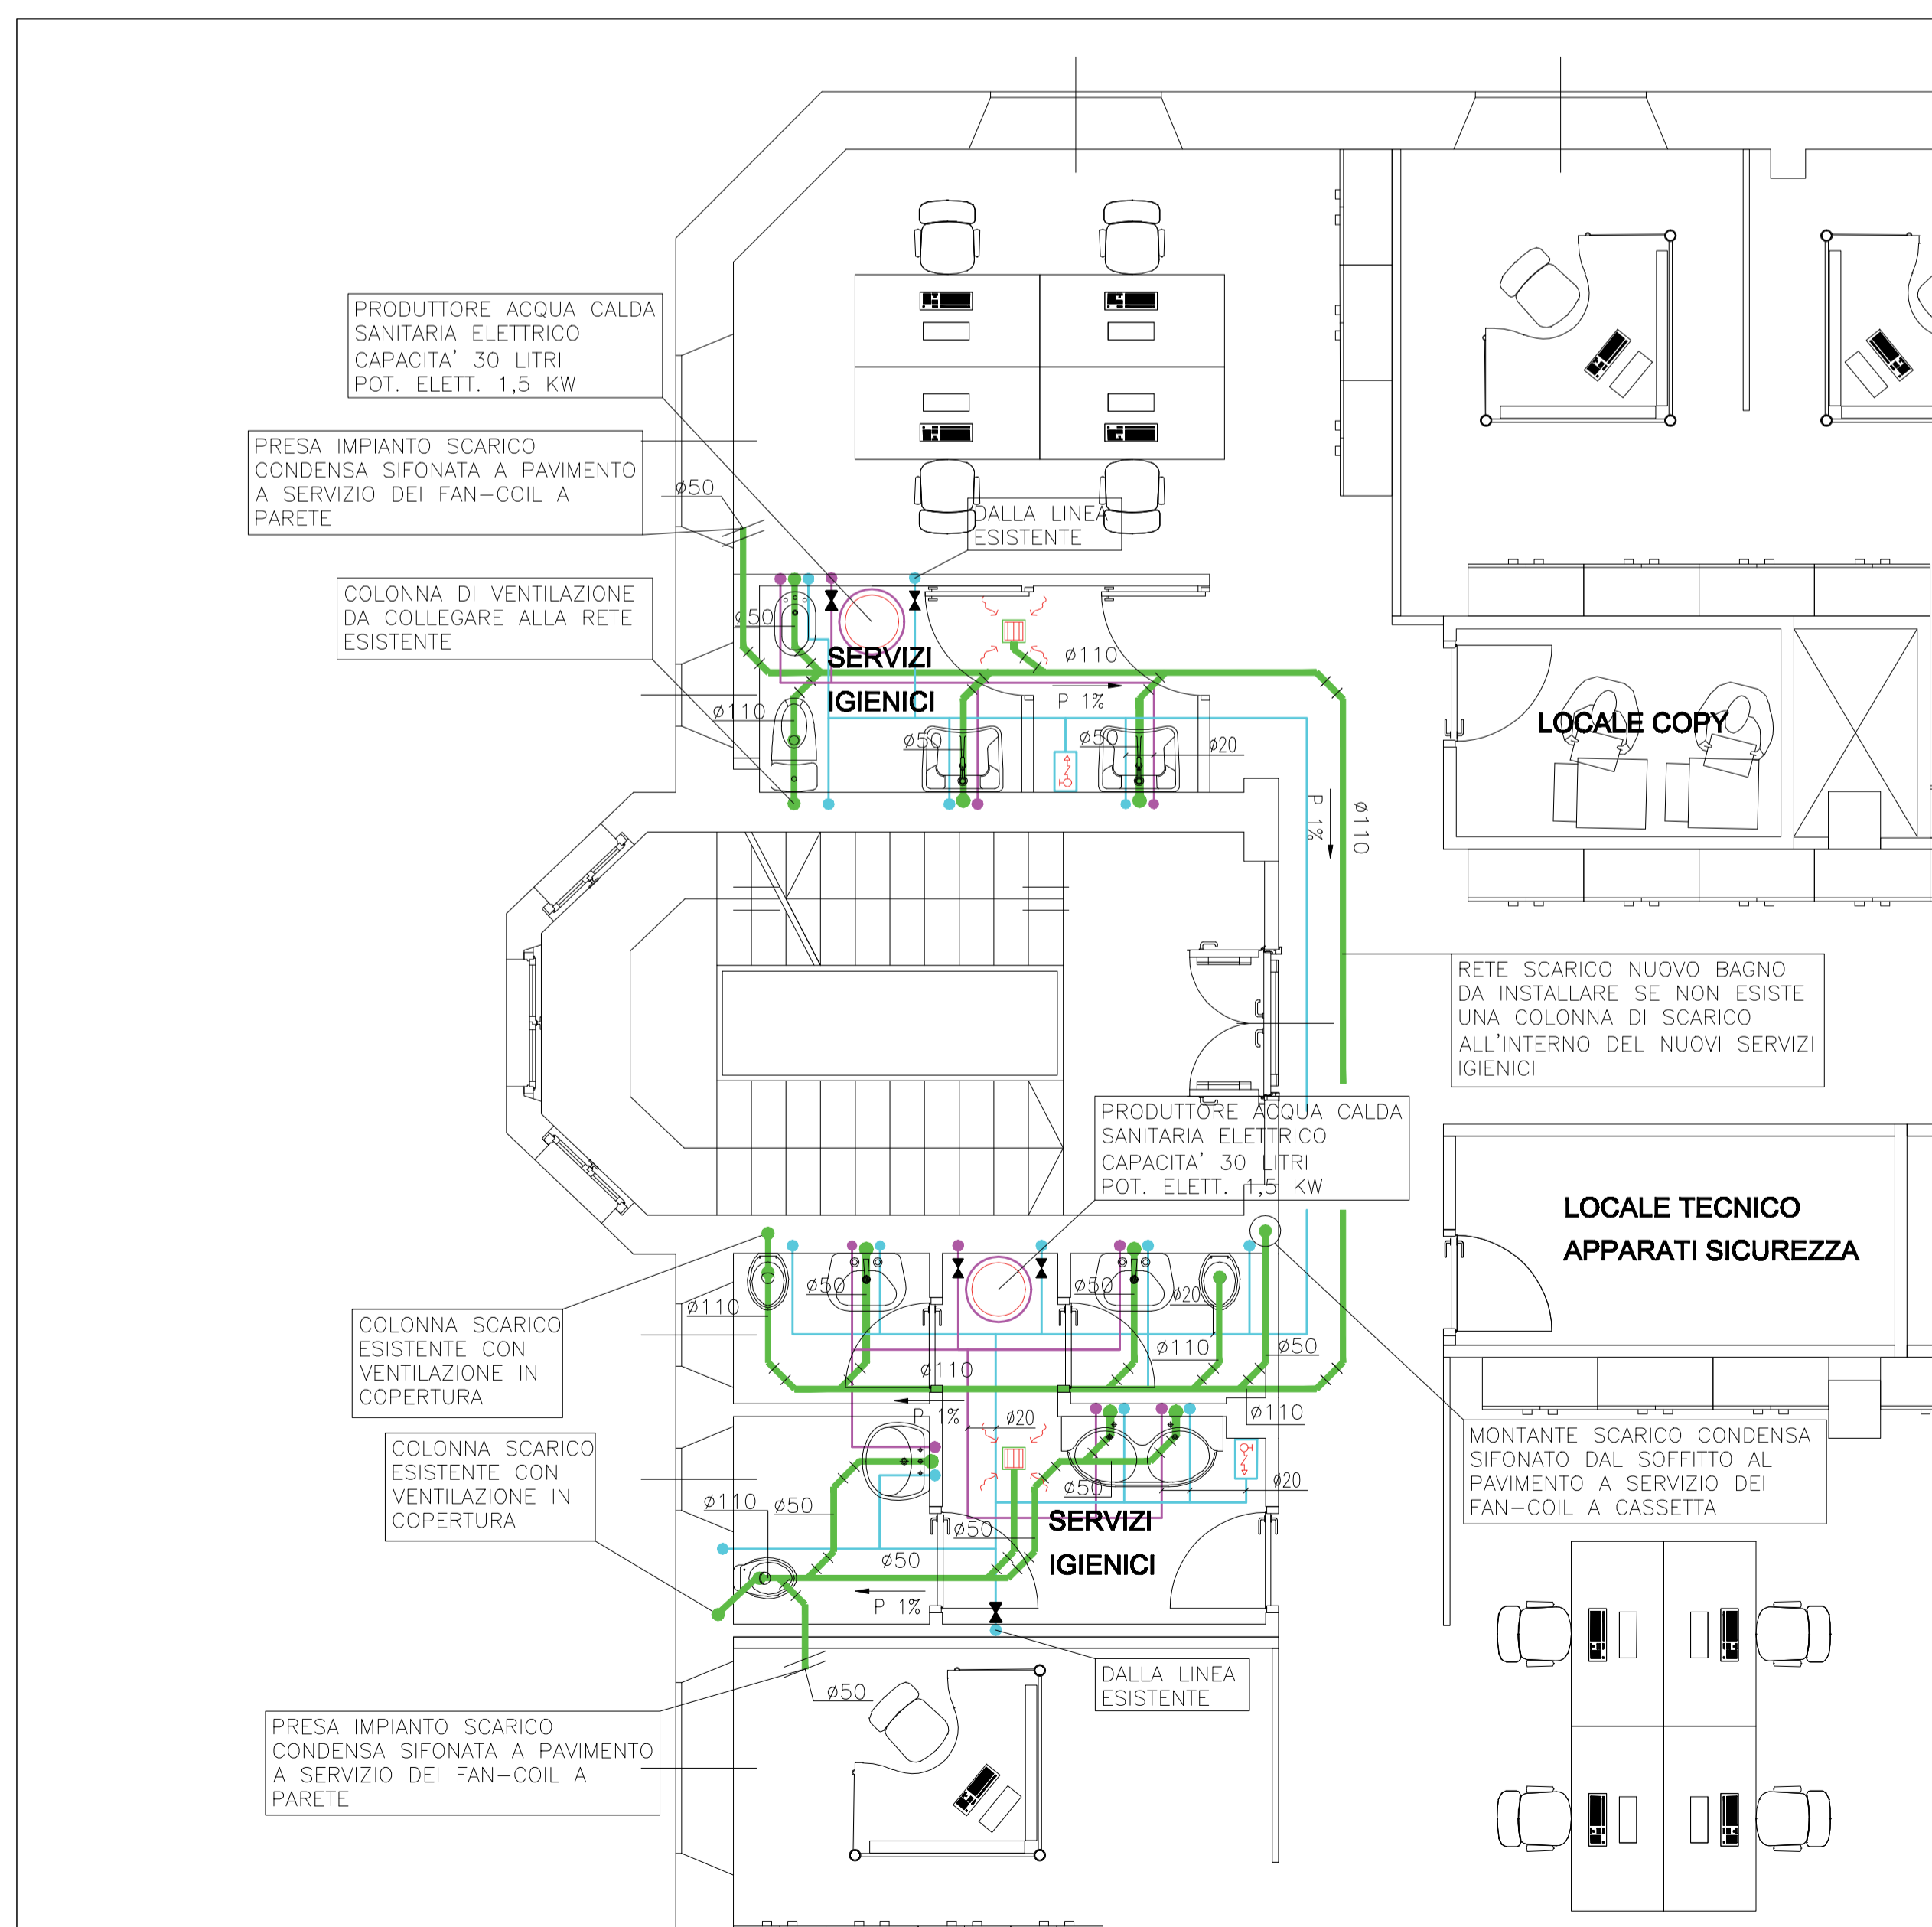 PRODUTTORE ACQUA CALDA
SANITARIA ELETTRICO
CAPACITA' 30 LITRI
POT. ELETT. 1,5 KW
PRESA IMPIANTO SCARICO
CONDENSA SIFONATA A PAVIMENTO
A SERVIZIO DEI FAN-COIL A
PARETE
ø50
DALLA LINEA
ESISTENTE
COLONNA DI VENTILAZIONE
DA COLLEGARE ALLA RETE
ESISTENTE
ø50
SERVIZI
IGIENICI
ø110
P 1%
ø110
ø50
ø50
ø20
LOCALE COPY
P 1%
ø110
RETE SCARICO NUOVO BAGNO
DA INSTALLARE SE NON ESISTE
UNA COLONNA DI SCARICO
ALL'INTERNO DEL NUOVI SERVIZI
IGIENICI
PRODUTTORE ACQUA CALDA
SANITARIA ELETTRICO
CAPACITA' 30 LITRI
POT. ELETT. 1,5 KW
LOCALE TECNICO
APPARATI SICUREZZA
ø50
ø50
ø20
ø110
ø110
ø50
ø110
COLONNA SCARICO
ESISTENTE CON
VENTILAZIONE IN
COPERTURA
P 1%
ø20
ø110
MONTANTE SCARICO CONDENSA
SIFONATO DAL SOFFITTO AL
PAVIMENTO A SERVIZIO DEI
FAN-COIL A CASSETTA
COLONNA SCARICO
ESISTENTE CON
VENTILAZIONE IN
COPERTURA
ø110
ø50
ø50
ø20
ø50
SERVIZI
IGIENICI
ø50
P 1%
DALLA LINEA
ESISTENTE
ø50
PRESA IMPIANTO SCARICO
CONDENSA SIFONATA A PAVIMENTO
A SERVIZIO DEI FAN-COIL A
PARETE